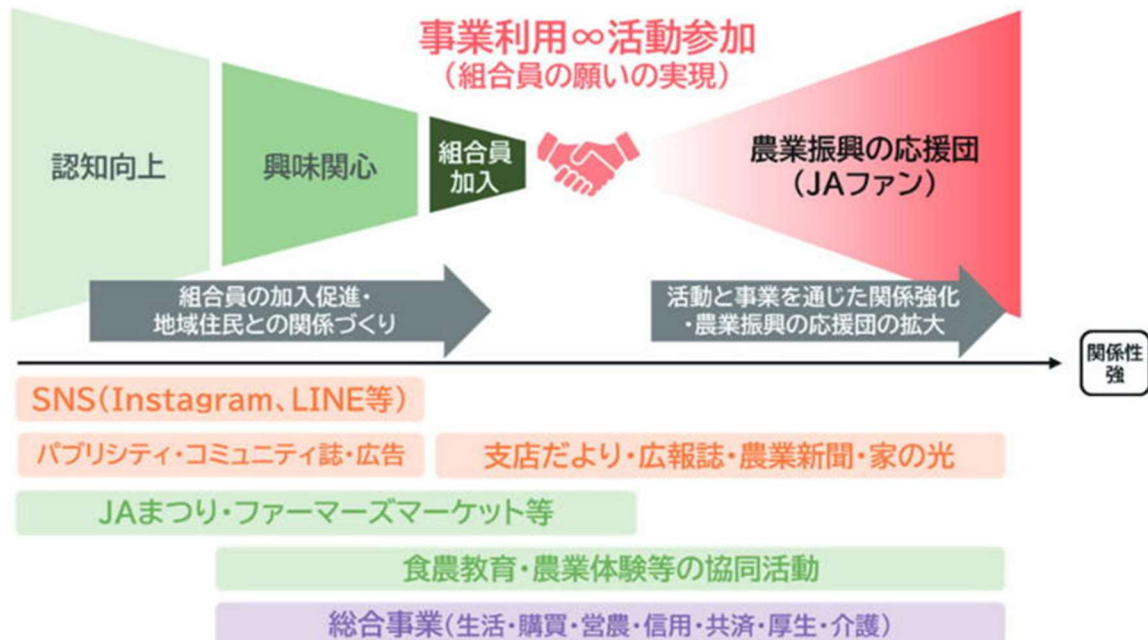 事業利用∞活動参加
（組合員の願いの実現）
認知向上
興味関心
組合員
加入
農業振興の応援団
（JAファン）
組合員の加入促進・
地域住民との関係づくり
活動と事業を通じた関係強化
・農業振興の応援団の拡大
関係性
強
SNS（Instagram、LINE等）
パブリシティ・コミュニティ誌・広告
支店だより・広報誌・農業新聞・家の光
JAまつり・ファーマーズマーケット等
食農教育・農業体験等の協同活動
総合事業（生活・購買・営農・信用・共済・厚生・介護）